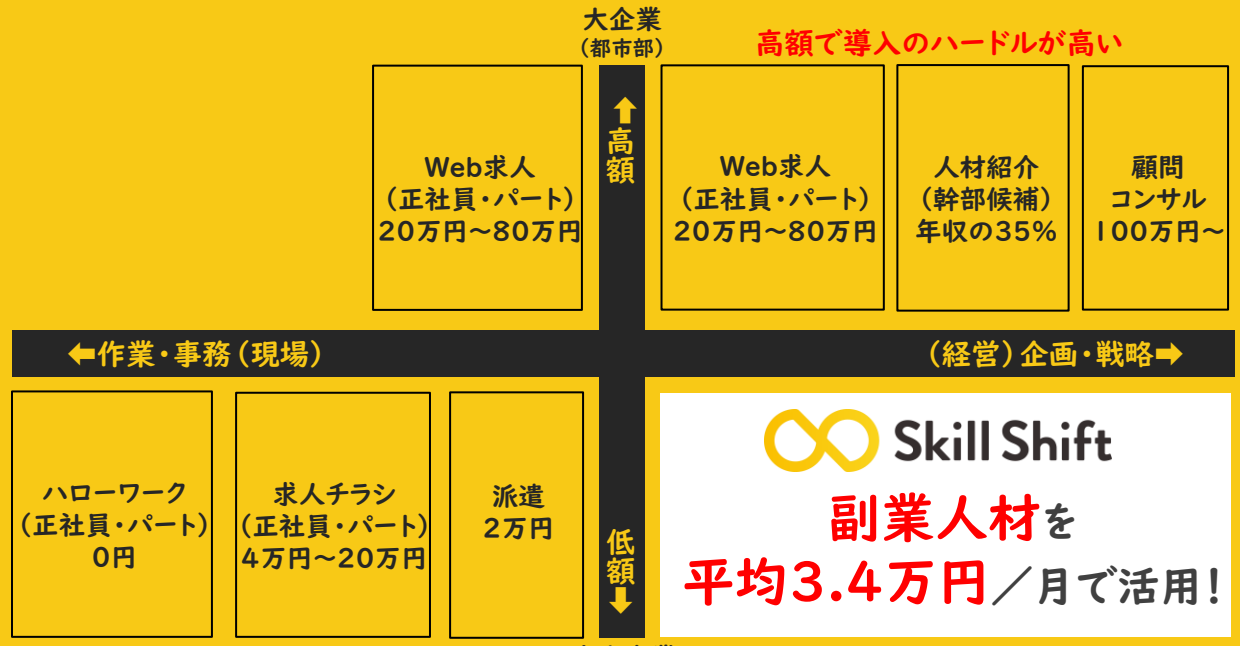 大企業
(都市部)
高額で導入のハードルが高い
Web求人
(正社員・パート)
20万円〜80万円
⬆高額
Web求人
(正社員・パート)
20万円〜80万円
人材紹介
(幹部候補)
年収の35%
顧問
コンサル
100万円〜
⬅作業・事務(現場)
(経営)企画・戦略➡
ハローワーク
(正社員・パート)
0円
求人チラシ
(正社員・パート)
4万円〜20万円
派遣
2万円
低額⬇
Skill Shift
副業人材を
平均3.4万円/月で活用!